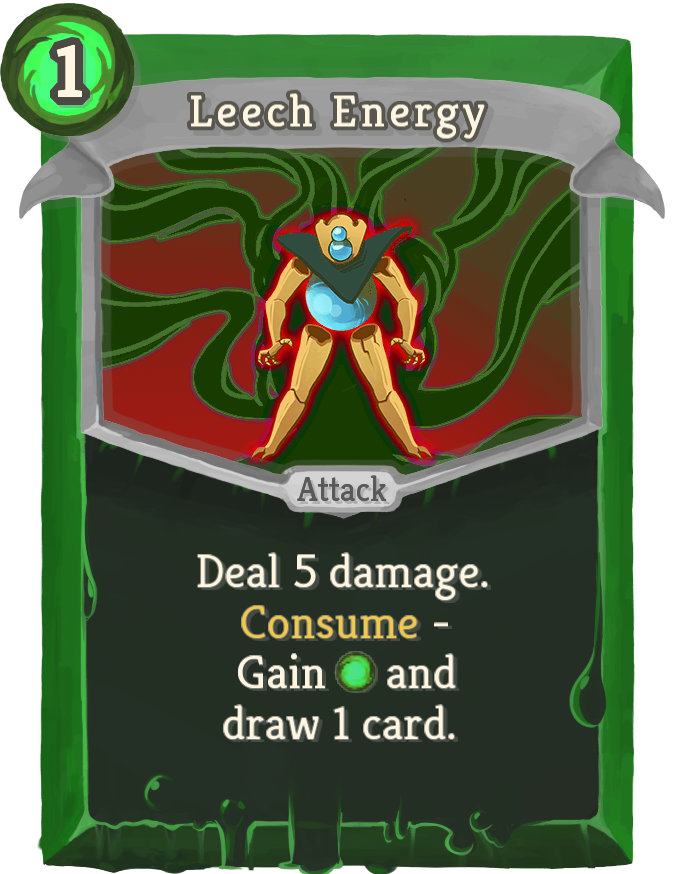 1
Leech Energy
Attack
Deal 5 damage.
Consume -
Gain and
draw 1 card.